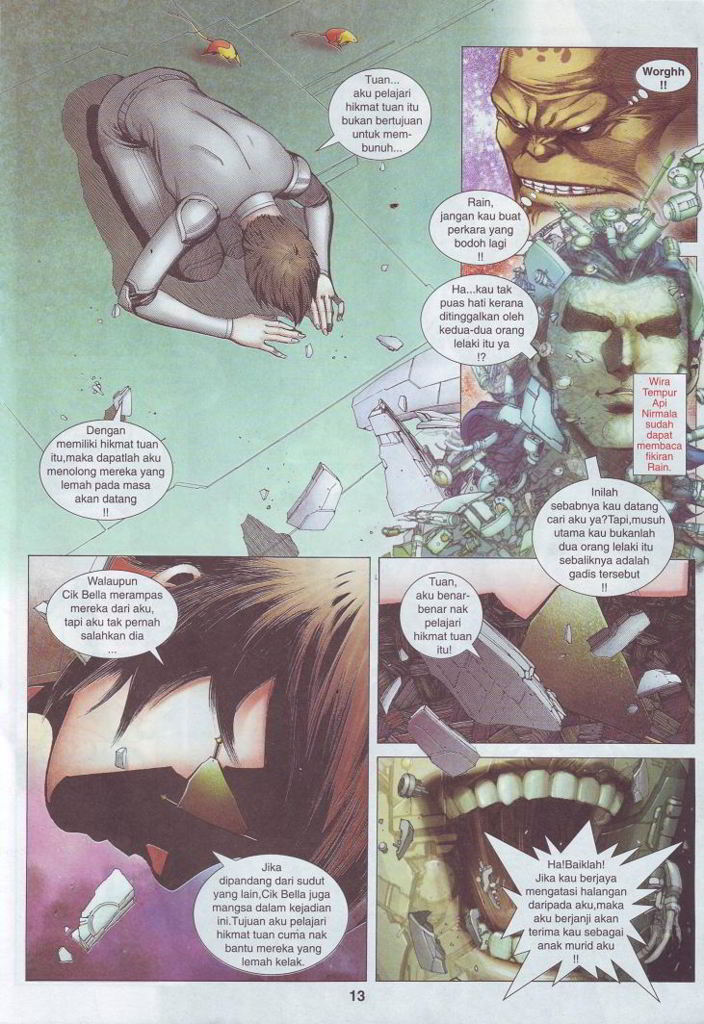 Tuan...
aku pelajari
hikmat tuan itu
bukan bertujuan
untuk mem-
bunuh...
Worghh
!!
Rain,
jangan kau buat
perkara yang
bodoh lagi
!!
Ha...kau tak
puas hati kerana
ditinggalkan oleh
kedua-dua orang
lelaki itu ya
!?
Wira
Tempur
Api
Nirmala
sudah
dapat
membaca
fikiran
Rain.
Dengan
memiliki hikmat tuan
itu,maka dapatlah aku
menolong mereka yang
lemah pada masa
akan datang
!!
Inilah
sebabnya kau datang
cari aku ya?Tapi,musuh
utama kau bukanlah
dua orang lelaki itu
sebaliknya adalah
gadis tersebut
!!
Walaupun
Cik Bella merampas
mereka dari aku,
tapi aku tak pernah
salahkan dia
...
Tuan,
aku benar-
benar nak
pelajari
hikmat tuan
itu!
Jika
dipandang dari sudut
yang lain,Cik Bella juga
mangsa dalam kejadian
ini.Tujuan aku pelajari
hikmat tuan cuma nak
bantu mereka yang
lemah kelak.
Ha!Baiklah!
Jika kau berjaya
mengatasi halangan
daripada aku,maka
aku berjanji akan
terima kau sebagai
anak murid aku
!!
13